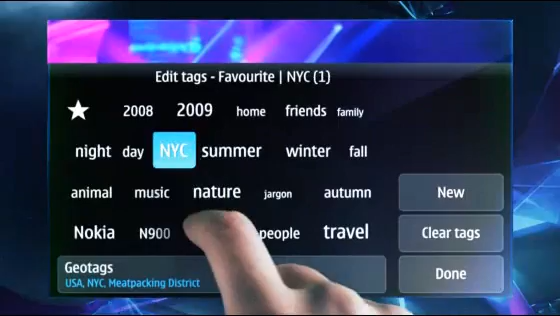 Edit tags - Favourite | NYC (1)
2008 2009 home friends family
night day NYC summer winter fall
animal music nature jargon autumn New
Nokia N900 people travel Clear tags
Geotags
USA, NYC, Meatpacking District
Done